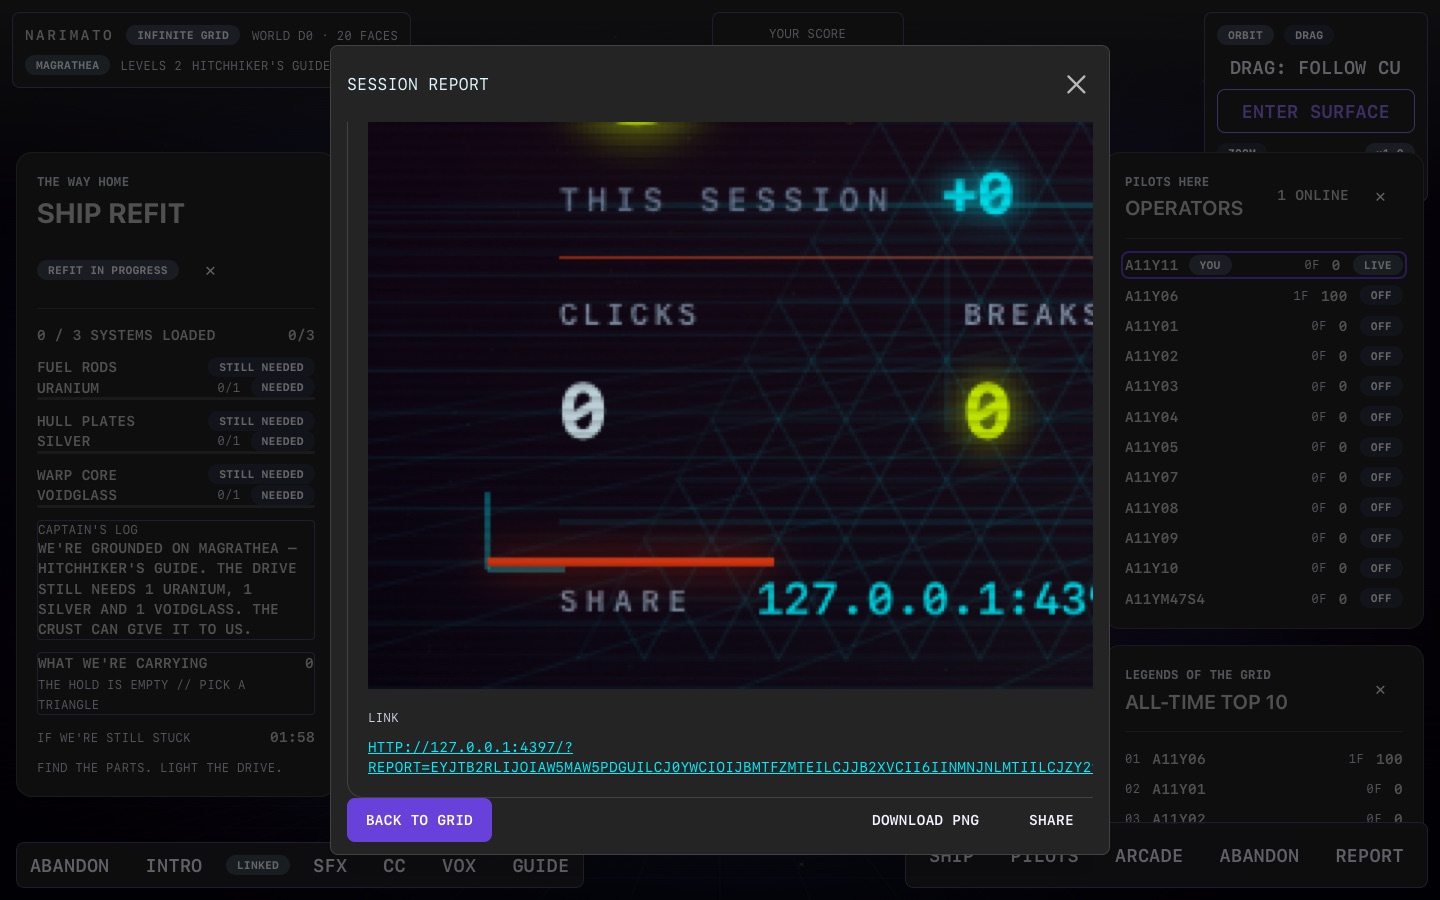 NARIMATO INFINITE GRID WORLD D0 · 20 FACES
MAGRATHEA LEVELS 2 HITCHHIKER'S GUIDE
YOUR SCORE
ORBIT DRAG
DRAG: FOLLOW CU
ENTER SURFACE
THE WAY HOME
SHIP REFIT
REFIT IN PROGRESS ×
0 / 3 SYSTEMS LOADED 0/3
FUEL RODS STILL NEEDED
URANIUM 0/1 NEEDED
HULL PLATES STILL NEEDED
SILVER 0/1 NEEDED
WARP CORE STILL NEEDED
VOIDGLASS 0/1 NEEDED
CAPTAIN'S LOG
WE'RE GROUNDED ON MAGRATHEA —
HITCHHIKER'S GUIDE. THE DRIVE
STILL NEEDS 1 URANIUM, 1
SILVER AND 1 VOIDGLASS. THE
CRUST CAN GIVE IT TO US.
WHAT WE'RE CARRYING 0
THE HOLD IS EMPTY // PICK A
TRIANGLE
IF WE'RE STILL STUCK 01:58
FIND THE PARTS. LIGHT THE DRIVE.
SESSION REPORT
THIS SESSION +0
CLICKS BREAKS
0 0
SHARE 127.0.0.1:43
LINK
HTTP://127.0.0.1:4397/?
REPORT=EYJTB2RLIJOIAW5MAW5PDGUILCJ0YWCIOIJBMTFZMTEILCJJB2XVCII6IINMNJNLMTIILCJZY2
BACK TO GRID DOWNLOAD PNG SHARE
PILOTS HERE
OPERATORS 1 ONLINE ×
A11Y11 YOU 0F 0 LIVE
A11Y06 1F 100 OFF
A11Y01 0F 0 OFF
A11Y02 0F 0 OFF
A11Y03 0F 0 OFF
A11Y04 0F 0 OFF
A11Y05 0F 0 OFF
A11Y07 0F 0 OFF
A11Y08 0F 0 OFF
A11Y09 0F 0 OFF
A11Y10 0F 0 OFF
A11YM47S4 0F 0 OFF
LEGENDS OF THE GRID
ALL-TIME TOP 10 ×
01 A11Y06 1F 100
02 A11Y01 0F 0
03 A11Y02 0F 0
ABANDON INTRO LINKED SFX CC VOX GUIDE
SHIP PILOTS ARCADE ABANDON REPORT